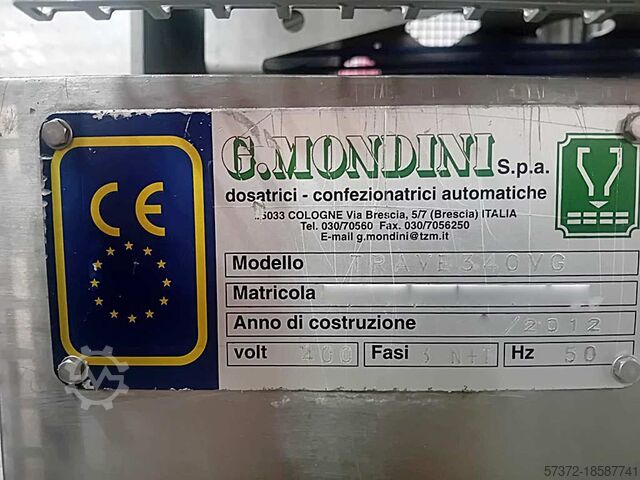 CE
G.MONDINI S.p.a.
dosatrici - confezionatrici automatiche
25033 COLOGNE Via Brescia, 5/7 (Brescia) ITALIA
Tel. 030/70560 Fax. 030/7056250
E-mail g.mondini@tzm.it
Modello TRAVE 340VG
Matricola
Anno di costruzione /2012
volt 400 Fasi 3 N+T Hz 50
57372-18587741